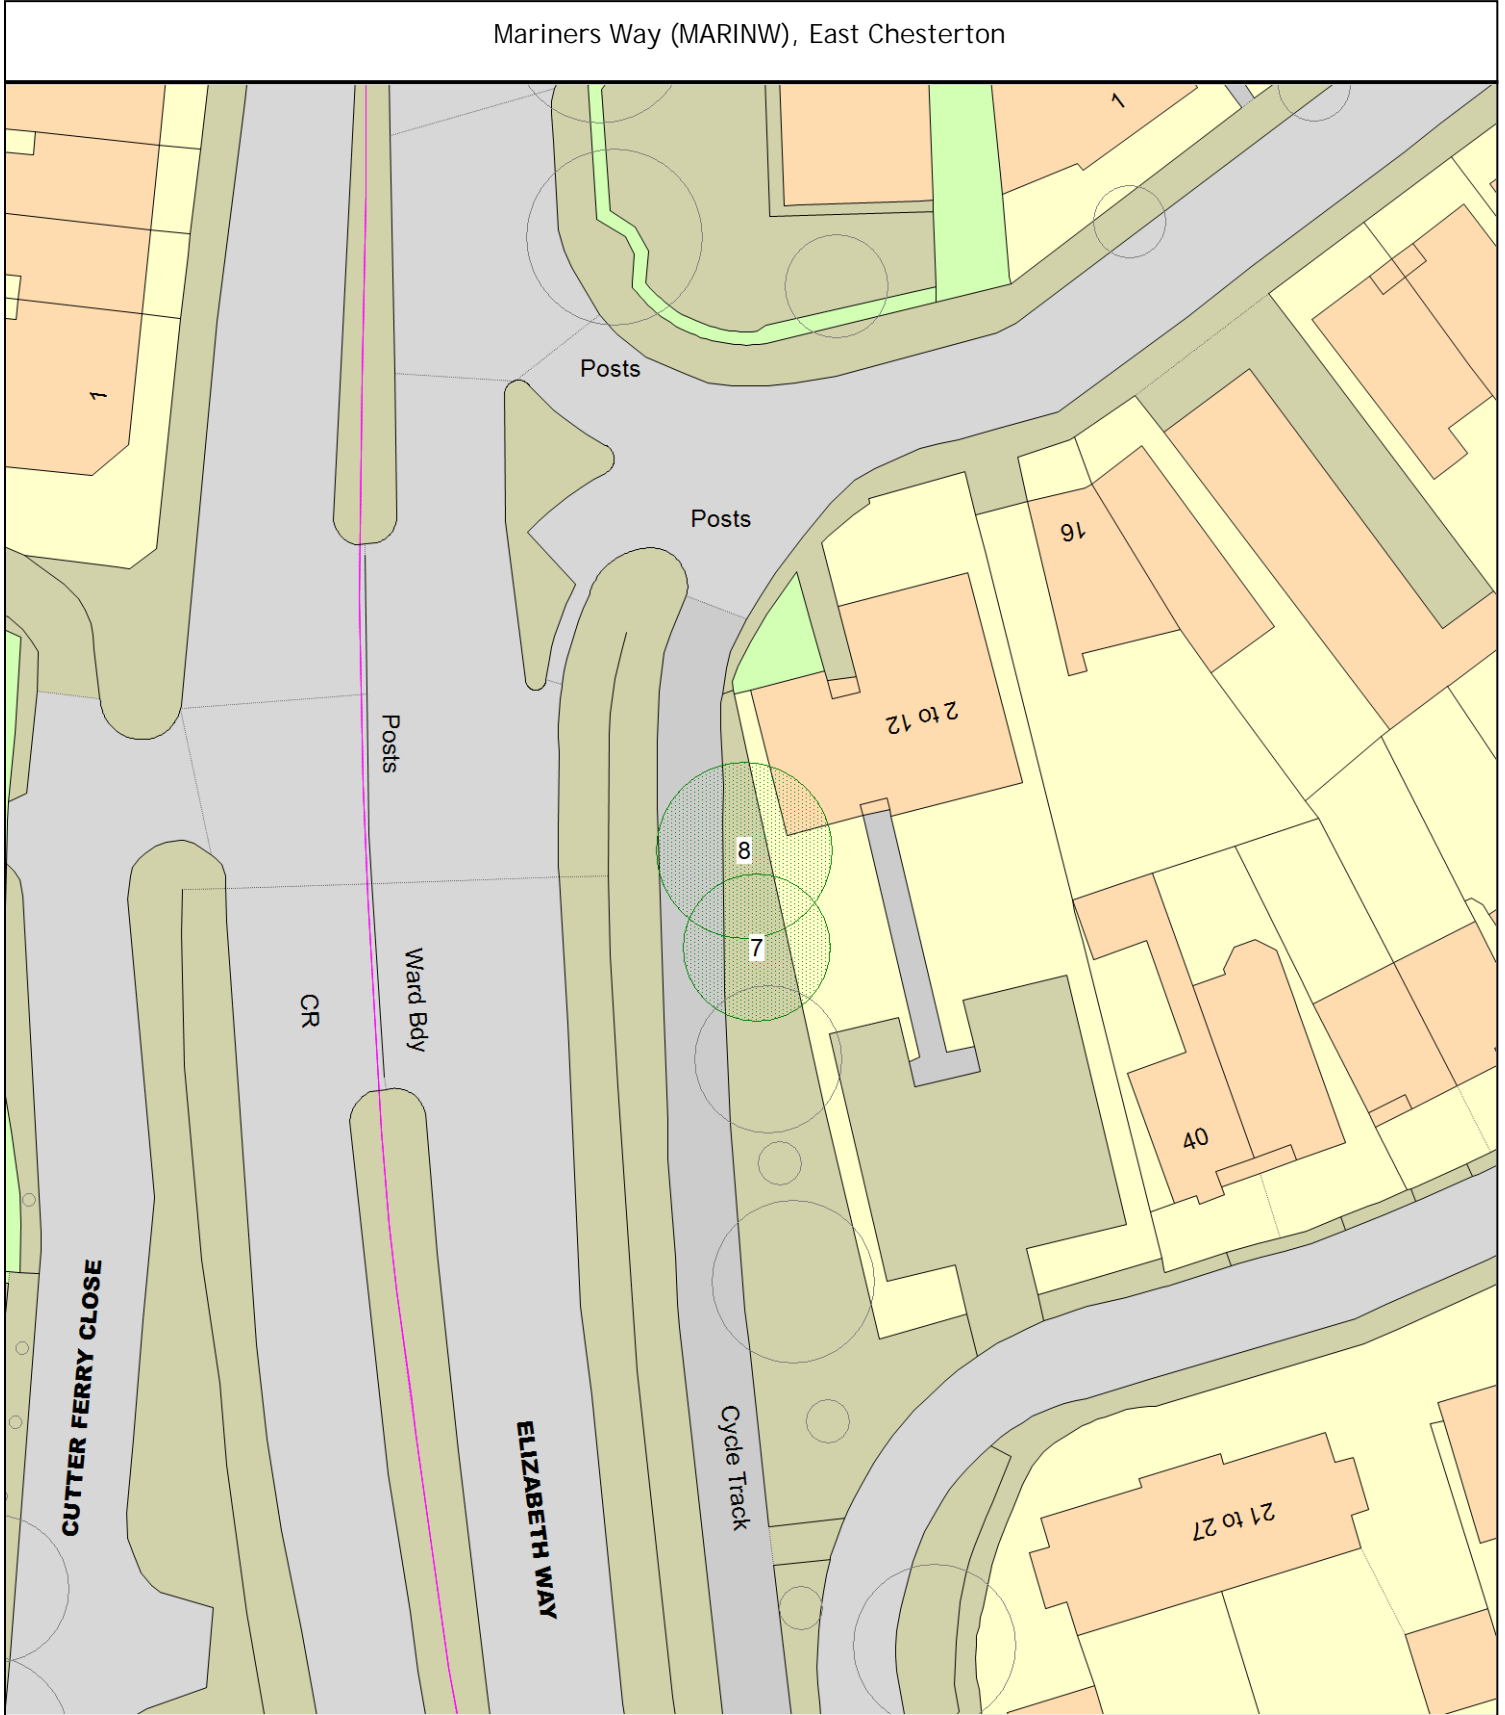 Mariners Way (MARINW), East Chesterton
1
Posts
1
Posts
16
2 to 12
Posts
8
7
Ward Bdy
CR
40
CUTTER FERRY CLOSE
ELIZABETH WAY
Cycle Track
21 to 27